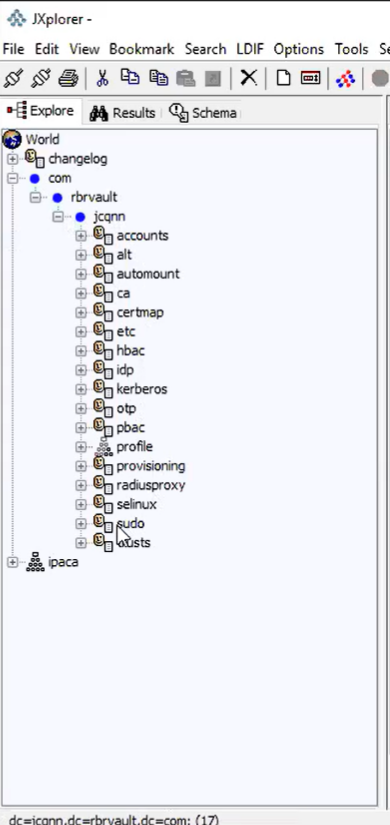 JXplorer -
File Edit View Bookmark Search LDIF Options Tools Se
Explore Results Schema
World
changelog
com
rbrvault
jcqnn
accounts
alt
automount
ca
certmap
etc
hbac
idp
kerberos
otp
pbac
profile
provisioning
radiusproxy
selinux
sudo
trusts
ipaca
dc=jcqnn,dc=rbrvault,dc=com: (17)